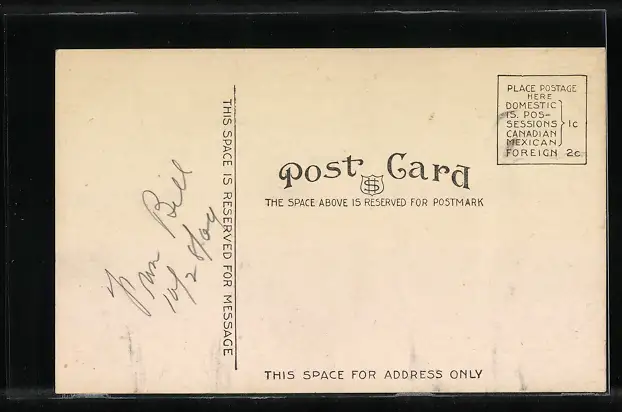 THIS SPACE IS RESERVED FOR MESSAGE
Bill
Post Card
S
THE SPACE ABOVE IS RESERVED FOR POSTMARK
PLACE POSTAGE
HERE
DOMESTIC
IS. POS-
SESSIONS 1c
CANADIAN
MEXICAN
FOREIGN 2c
THIS SPACE FOR ADDRESS ONLY